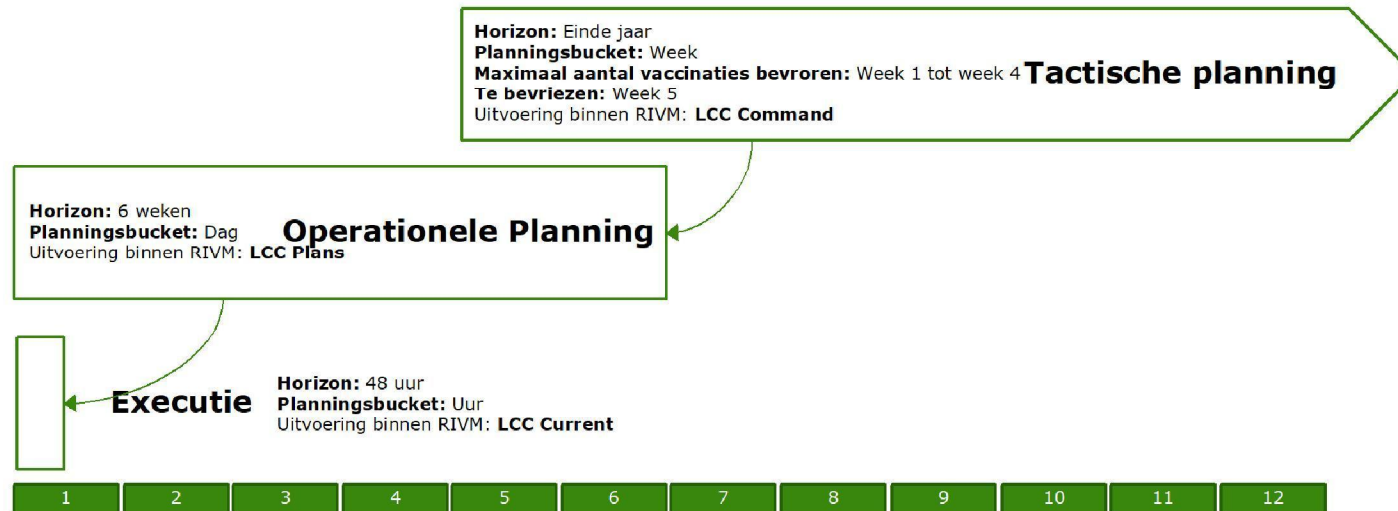 Horizon: Einde jaar
Planningsbucket: Week
Maximaal aantal vaccinaties bevroren: Week 1 tot week 4
Te bevriezen: Week 5
Uitvoering binnen RIVM: LCC Command
Tactische planning
Horizon: 6 weken
Planningsbucket: Dag
Uitvoering binnen RIVM: LCC Plans
Operationele Planning
Executie
Horizon: 48 uur
Planningsbucket: Uur
Uitvoering binnen RIVM: LCC Current
1 2 3 4 5 6 7 8 9 10 11 12